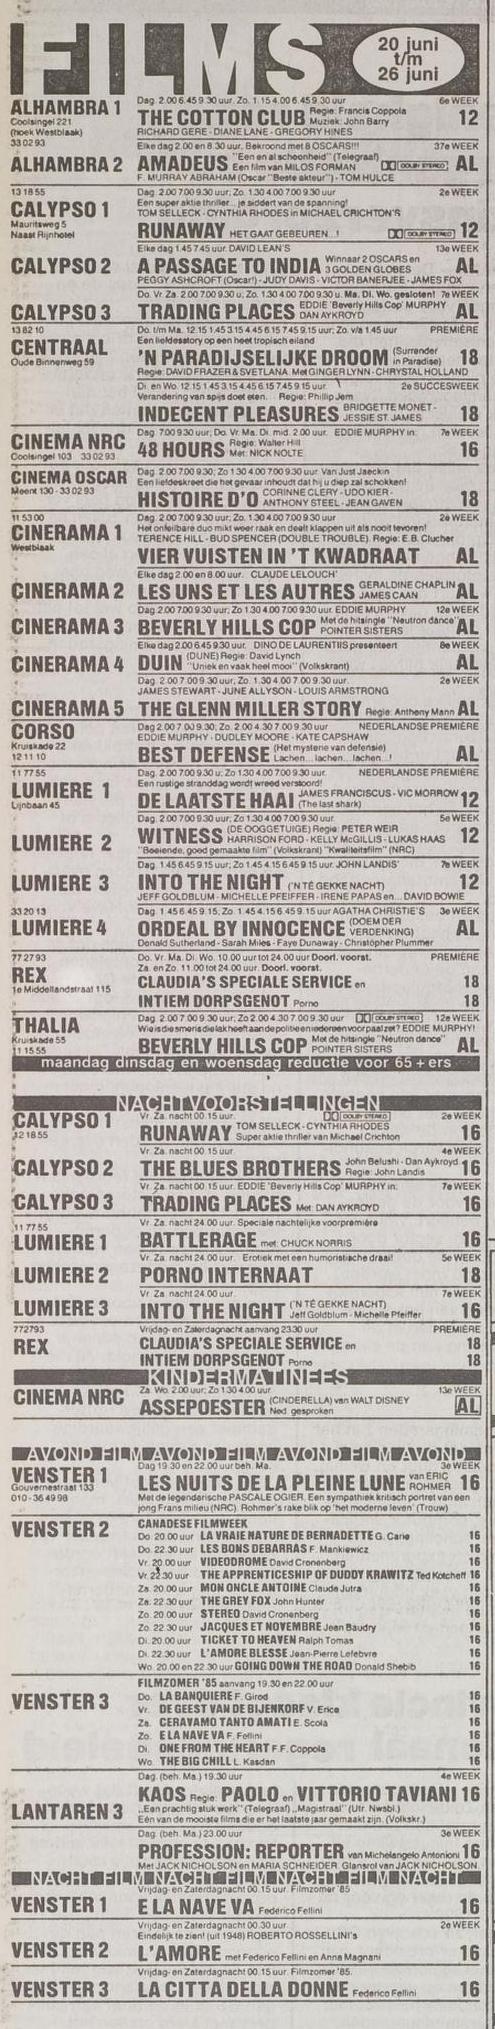 FILMS
20 juni
t/m
26 juni
ALHAMBRA 1
Coolsingel 221
(hoek Westblaak)
33 02 93
Dag. 2.00 6.45 9.30 uur. Zo. 1.15 4.00 6.45 9.30 uur 6e WEEK
THE COTTON CLUB Regie: Francis Coppola Muziek: John Barry 12
RICHARD GERE - DIANE LANE - GREGORY HINES
Elke dag 2.00 en 8.30 uur. Bekroond met 8 OSCARS!!! 37e WEEK
ALHAMBRA 2 AMADEUS "Een en al schoonheid" (Telegraaf) Een film van MILOS FORMAN DOLBY STEREO AL
F. MURRAY ABRAHAM (Oscar "Beste akteur") - TOM HULCE
13 18 55
CALYPSO 1
Mauritsweg 5
Naast Rijnhotel
Dag. 2.00 7.00 9.30 uur; Zo. 1.30 4.00 7.00 9.30 uur 2e WEEK
Een super aktie thriller... je siddert van de spanning!
TOM SELLECK - CYNTHIA RHODES in MICHAEL CRICHTON'S
RUNAWAY HET GAAT GEBEUREN...! DOLBY STEREO 12
Elke dag 1.45 7.45 uur. DAVID LEAN'S 13e WEEK
CALYPSO 2 A PASSAGE TO INDIA Winnaar 2 OSCARS en 3 GOLDEN GLOBES AL
PEGGY ASHCROFT (Oscar!) - JUDY DAVIS - VICTOR BANERJEE - JAMES FOX
Do. Vr. Za. 2.00 7.00 9.30 u; Zo. 1.30 4.00 7.00 9.30 u. Ma. Di. Wo. gesloten! 7e WEEK
CALYPSO 3 TRADING PLACES EDDIE 'Beverly Hills Cop' MURPHY DAN AYKROYD AL
13 82 10
CENTRAAL
Oude Binnenweg 59
Do. t/m Ma. 12.15 1.45 3.15 4.45 6.15 7.45 9.15 uur; Zo. v/a 1.45 uur PREMIÈRE
Een liefdesstory op een heet tropisch eiland
'N PARADIJSELIJKE DROOM (Surrender in Paradise) 18
Regie: DAVID FRAZER & SVETLANA. Met GINGER LYNN - CHRYSTAL HOLLAND
Di. en Wo. 12.15 1.45 3.15 4.45 6.15 7.45 9.15 uur. 2e SUCCESWEEK
Verandering van spijs doet eten. Regie: Phillip Jem
INDECENT PLEASURES BRIDGETTE MONET - JESSIE ST. JAMES 18
CINEMA NRC
Coolsingel 103 33 02 93
Dag. 7.00 9.30 uur; Do. Vr. Ma. Di. mid. 2.00 uur. EDDIE MURPHY in: 7e WEEK
48 HOURS Regie: Walter Hill Met: NICK NOLTE 16
CINEMA OSCAR
Meent 130 - 33 02 93
Dag. 2.00 7.00 9.30; Zo 1.30 4.00 7.00 9.30 uur. Van Just Jaeckin
Een liefdeskreet die het gevaar inhoudt dat hij u diep zal schokken!
HISTOIRE D'O CORINNE CLERY - UDO KIER - ANTHONY STEEL - JEAN GAVEN 18
11 53 00
CINERAMA 1
Westblaak
Dag. 2.00 7.00 9.30 uur; Zo. 1.30 4.00 7.00 9.30 uur 2e WEEK
Het onfeilbare duo mikt weer raak en deelt klappen uit als nooit tevoren!
TERENCE HILL - BUD SPENCER (DOUBLE TROUBLE). Regie: E.B. Clucher
VIER VUISTEN IN 'T KWADRAAT AL
Elke dag 2.00 en 8.00 uur. CLAUDE LELOUCH'
CINERAMA 2 LES UNS ET LES AUTRES GERALDINE CHAPLIN JAMES CAAN AL
Dag. 2.00 7.00 9.30 uur; Zo 1.30 4.00 7.00 9.30 uur. EDDIE MURPHY 12e WEEK
CINERAMA 3 BEVERLY HILLS COP Met de hitsingle "Neutron dance" POINTER SISTERS AL
Elke dag 2.00 6.45 9.30 uur. DINO DE LAURENTIIS presenteert 8e WEEK
CINERAMA 4 DUIN (DUNE) Regie: David Lynch "Uniek en vaak heel mooi" (Volkskrant) AL
Dag. 2.00 7.00 9.30 uur; Zo. 1.30 4.00 7.00 9.30 uur. 2e WEEK
JAMES STEWART - JUNE ALLYSON - LOUIS ARMSTRONG
CINERAMA 5 THE GLENN MILLER STORY Regie: Anthony Mann AL
CORSO
Kruiskade 22
12 11 10
Dag 2.00 7.00 9.30; Zo. 2.00 4.30 7.00 9.30 uur NEDERLANDSE PREMIÈRE
EDDIE MURPHY - DUDLEY MOORE - KATE CAPSHAW
BEST DEFENSE (Het mysterie van defensie) Lachen... lachen... lachen...! AL
11 77 55
LUMIERE 1
Lijnbaan 45
Dag. 2.00 7.00 9.30 u; Zo 1.30 4.00 7.00 9.30 uur NEDERLANDSE PREMIÈRE
Een rustige stranddag wordt wreed verstoord!
DE LAATSTE HAAI JAMES FRANCISCUS - VIC MORROW (The last shark) 12
Dag. 2.00 7.00 9.30 uur; Zo 1.30 4.00 7.00 9.30 uur 5e WEEK
LUMIERE 2 WITNESS (DE OOGGETUIGE) Regie: PETER WEIR HARRISON FORD - KELLY McGILLIS - LUKAS HAAS 12
"Boeiende, goed gemaakte film" (Volkskrant) "Kwaliteitsfilm" (NRC)
Dag. 1.45 6.45 9.15 uur; Zo 1.45 4.15 6.45 9.15 uur. JOHN LANDIS' 7e WEEK
LUMIERE 3 INTO THE NIGHT ('N TÉ GEKKE NACHT) 12
JEFF GOLDBLUM - MICHELLE PFEIFFER - IRENE PAPAS en... DAVID BOWIE
33 20 13
Dag. 1.45 6.45 9.15; Zo. 1.45 4.15 6.45 9.15 uur AGATHA CHRISTIE'S 3e WEEK
LUMIERE 4 ORDEAL BY INNOCENCE (DOEM DER VERDENKING) AL
Donald Sutherland - Sarah Miles - Faye Dunaway - Christopher Plummer
77 27 93
REX
1e Middellandstraat 115
Do. Vr. Ma. Di. Wo. 10.00 uur tot 24.00 uur Doorl. voorst. PREMIÈRE
Za. en Zo. 11.00 tot 24.00 uur. Doorl. voorst.
CLAUDIA'S SPECIALE SERVICE en 18
INTIEM DORPSGENOT Porno 18
THALIA
Kruiskade 55
11 15 55
Dag. 2.00 7.00 9.30 uur; Zo 2.00 4.30 7.00 9.30 uur DOLBY STEREO 12e WEEK
Wie is die smeris die lak heeft aan de politie en iedereen voor paal zet? EDDIE MURPHY!
BEVERLY HILLS COP Met de hitsingle "Neutron dance" POINTER SISTERS AL
maandag dinsdag en woensdag reductie voor 65+ers
NACHTVOORSTELLINGEN
CALYPSO 1
12 18 55
Vr. Za. nacht 00.15 uur. DOLBY STEREO 2e WEEK
RUNAWAY TOM SELLECK - CYNTHIA RHODES Super aktie thriller van Michael Crichton 16
Vr. Za. nacht 00.15 uur. 4e WEEK
CALYPSO 2 THE BLUES BROTHERS John Belushi - Dan Aykroyd Regie: John Landis 16
Vr. Za. nacht 00.15 uur. EDDIE 'Beverly Hills Cop' MURPHY in: 7e WEEK
CALYPSO 3 TRADING PLACES Met: DAN AYKROYD 16
11 77 55
Vr. Za. nacht 24.00 uur. Speciale nachtelijke voorpremière
LUMIERE 1 BATTLERAGE met: CHUCK NORRIS 16
Vr. Za. nacht 24.00 uur. Erotiek met een humoristische draai! 5e WEEK
LUMIERE 2 PORNO INTERNAAT 18
Vr. Za. nacht 24.00 uur. 7e WEEK
LUMIERE 3 INTO THE NIGHT ('N TÉ GEKKE NACHT) Jeff Goldblum - Michelle Pfeiffer 16
772793
REX
Vrijdag- en Zaterdagnacht aanvang 23.30 uur PREMIÈRE
CLAUDIA'S SPECIALE SERVICE en 18
INTIEM DORPSGENOT Porno 18
KINDERMATINEES
Za. Wo. 2.00 uur; Zo 1.30 4.00 uur 13e WEEK
CINEMA NRC ASSEPOESTER (CINDERELLA) van WALT DISNEY Ned. gesproken AL
AVOND FILM AVOND FILM AVOND FILM AVOND
VENSTER 1
Gouvernestraat 133
010 - 36 49 98
Dag 19.30 en 22.00 uur beh. Ma. 3e WEEK
LES NUITS DE LA PLEINE LUNE van ERIC ROHMER 16
Met de legendarische PASCALE OGIER. Een sympathiek kritisch portret van een
jong Frans milieu (NRC). Rohmer's rake blik op 'het moderne leven' (Trouw)
VENSTER 2 CANADESE FILMWEEK
Do. 20.00 uur LA VRAIE NATURE DE BERNADETTE G. Carle 16
Do. 22.30 uur LES BONS DEBARRAS F. Mankiewicz 16
Vr. 20.00 uur VIDEODROME David Cronenberg 16
Vr. 22.30 uur THE APPRENTICESHIP OF DUDDY KRAWITZ Ted Kotcheff 16
Za. 20.00 uur MON ONCLE ANTOINE Claude Jutra 16
Za. 22.30 uur THE GREY FOX John Hunter 16
Zo. 20.00 uur STEREO David Cronenberg 16
Zo. 22.30 uur JACQUES ET NOVEMBRE Jean Baudry 16
Di. 20.00 uur TICKET TO HEAVEN Ralph Tomas 16
Di. 22.30 uur L'AMORE BLESSE Jean-Pierre Lefebvre 16
Wo. 20.00 en 22.30 uur GOING DOWN THE ROAD Donald Shebib 16
VENSTER 3 FILMZOMER '85 aanvang 19.30 en 22.00 uur
Do. LA BANQUIERE F. Girod 16
Vr. DE GEEST VAN DE BIJENKORF V. Erice 16
Za. CERAVAMO TANTO AMATI E. Scola 16
Zo. E LA NAVE VA F. Fellini 16
Di. ONE FROM THE HEART F.F. Coppola 16
Wo. THE BIG CHILL L. Kasdan 16
Dag. (beh. Ma.) 19.30 uur 4e WEEK
LANTAREN 3 KAOS Regie: PAOLO en VITTORIO TAVIANI 16
„Een prachtig stuk werk" (Telegraaf) „Magistraal" (Utr. Nwsbl.)
Eén van de mooiste films die er het laatste jaar gemaakt zijn. (Volkskr.)
Dag. (beh. Ma.) 23.00 uur 3e WEEK
PROFESSION: REPORTER van Michelangelo Antonioni 16
Met JACK NICHOLSON en MARIA SCHNEIDER. Glansrol van JACK NICHOLSON.
NACHT FILM NACHT FILM NACHT FILM NACHT
Vrijdag- en Zaterdagnacht 00.15 uur. Filmzomer '85
VENSTER 1 E LA NAVE VA Federico Fellini 16
Vrijdag- en Zaterdagnacht 00.30 uur. 2e WEEK
Eindelijk te zien! (uit 1948) ROBERTO ROSSELLINI's
VENSTER 2 L'AMORE met Federico Fellini en Anna Magnani 16
Vrijdag- en Zaterdagnacht 00.15 uur. Filmzomer '85.
VENSTER 3 LA CITTA DELLA DONNE Federico Fellini 16